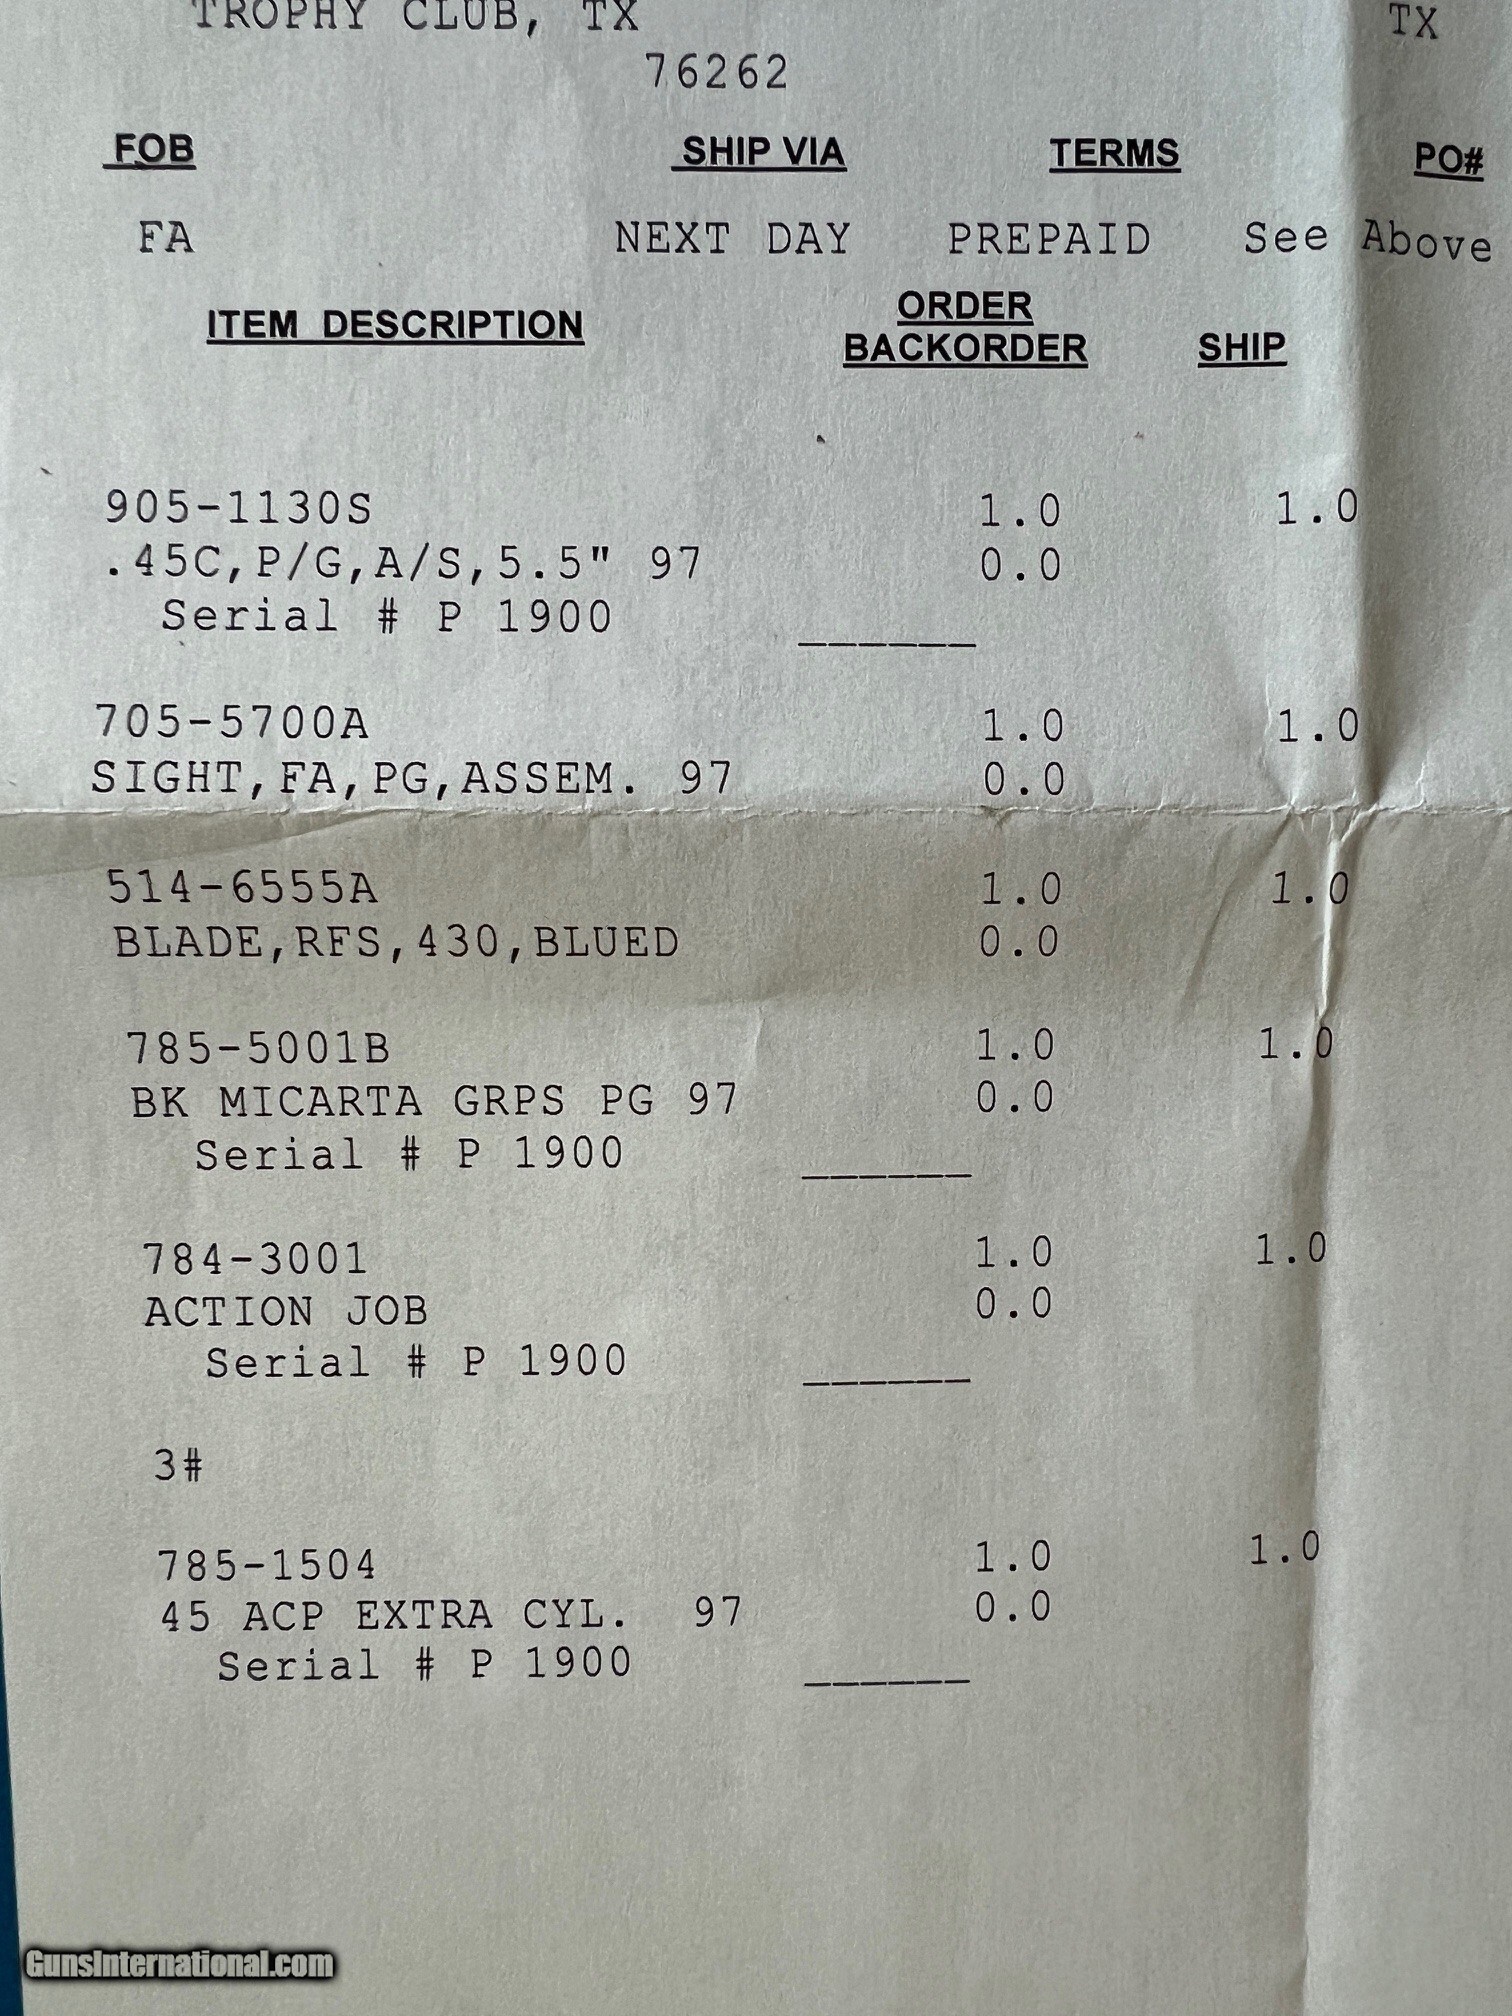 TROPHY CLUB, TX TX
76262
FOB SHIP VIA TERMS PO#
FA NEXT DAY PREPAID See Above
ITEM DESCRIPTION ORDER BACKORDER SHIP
905-1130S 1.0 1.0
.45C,P/G,A/S,5.5" 97 0.0
Serial # P 1900 ______
705-5700A 1.0 1.0
SIGHT,FA,PG,ASSEM. 97 0.0
514-6555A 1.0 1.0
BLADE,RFS,430,BLUED 0.0
785-5001B 1.0 1.0
BK MICARTA GRPS PG 97 0.0
Serial # P 1900 ______
784-3001 1.0 1.0
ACTION JOB 0.0
Serial # P 1900 ______
3#
785-1504 1.0 1.0
45 ACP EXTRA CYL. 97 0.0
Serial # P 1900 ______
GunsInternational.com